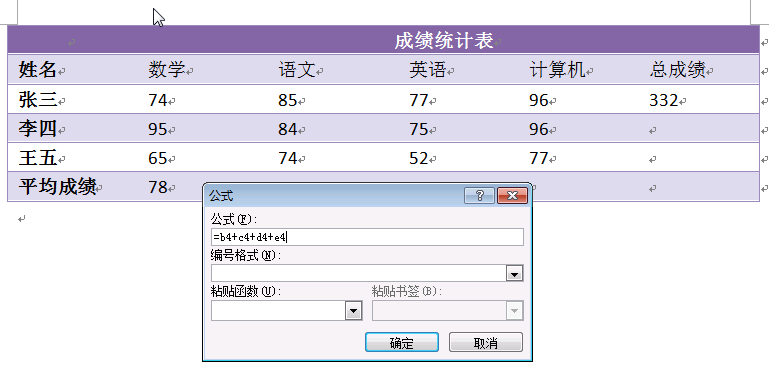 成绩统计表
姓名 数学 语文 英语 计算机 总成绩
张三 74 85 77 96 332
李四 95 84 75 96
王五 65 74 52 77
平均成绩 78
公式
公式(F):
=b4+c4+d4+e4
编号格式(N):
粘贴函数(U): 粘贴书签(B):
确定 取消